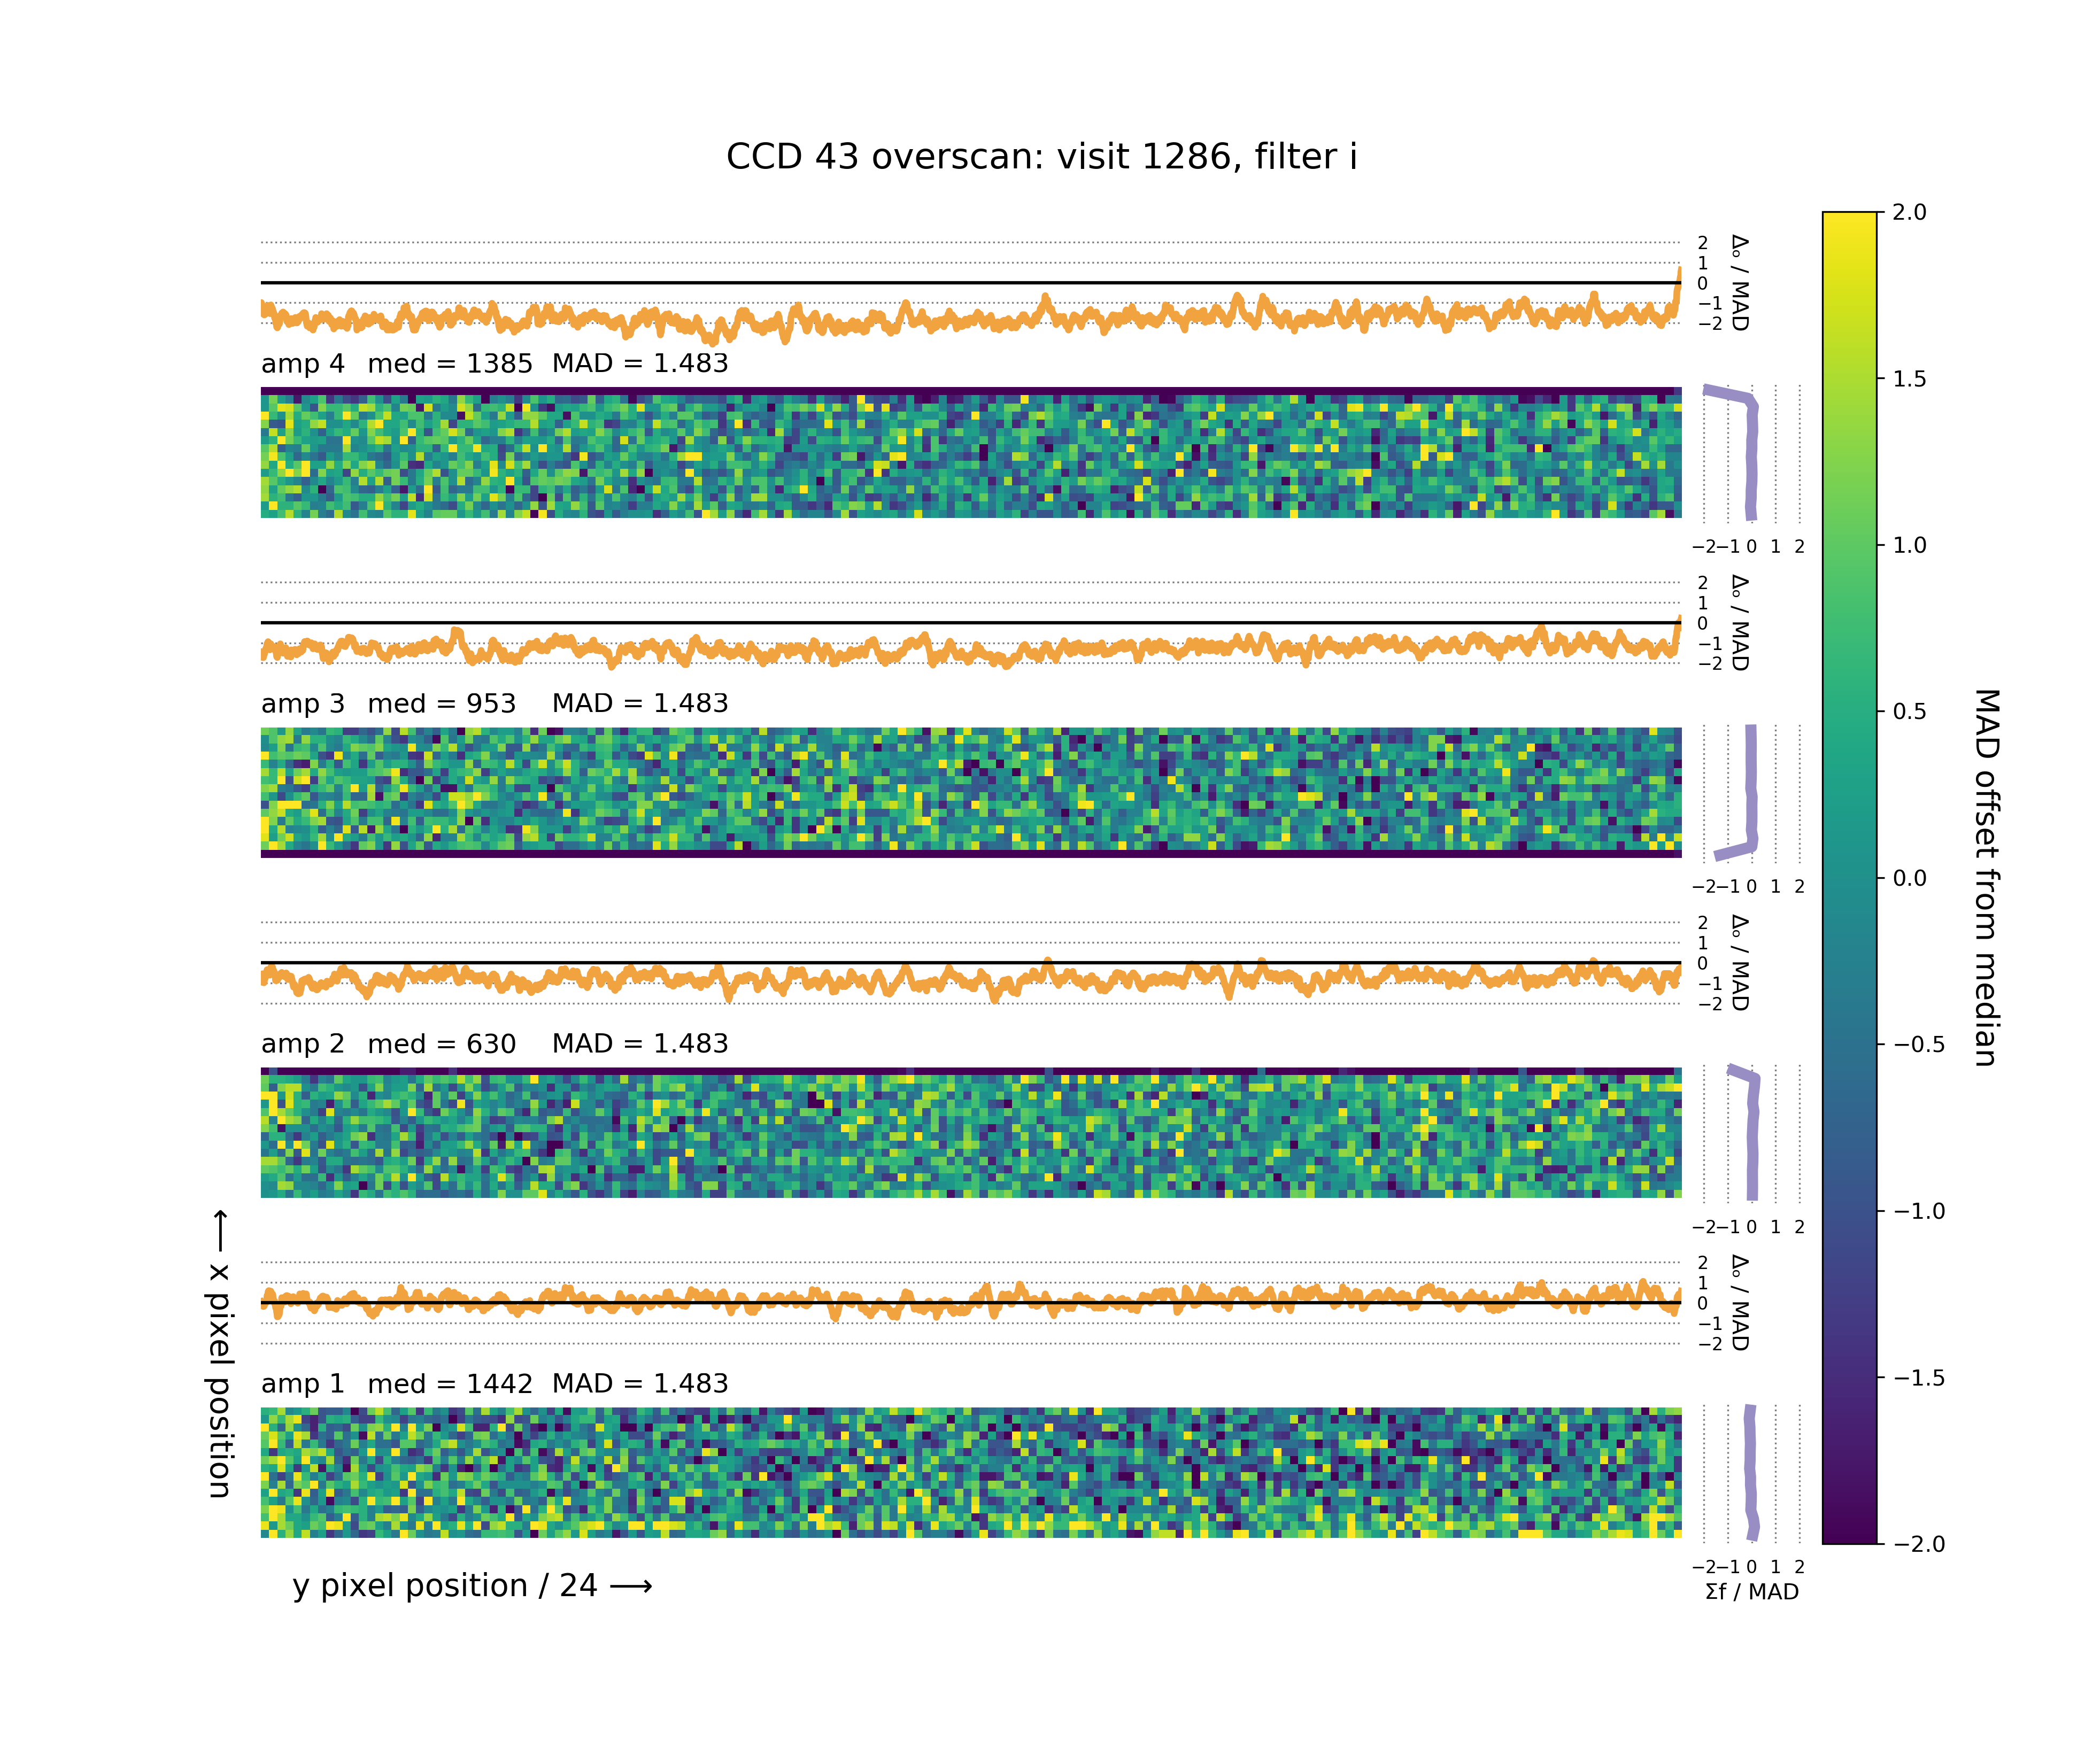 CCD 43 overscan: visit 1286, filter i
2
1
0
−1
−2
Δₒ / MAD
amp 4 med = 1385 MAD = 1.483
−2 −1 0 1 2
2
1
0
−1
−2
Δₒ / MAD
amp 3 med = 953 MAD = 1.483
−2 −1 0 1 2
2
1
0
−1
−2
Δₒ / MAD
amp 2 med = 630 MAD = 1.483
−2 −1 0 1 2
2
1
0
−1
−2
Δₒ / MAD
amp 1 med = 1442 MAD = 1.483
−2 −1 0 1 2
Σf / MAD
y pixel position / 24 ⟶
⟵ x pixel position
2.0
1.5
1.0
0.5
0.0
−0.5
−1.0
−1.5
−2.0
MAD offset from median